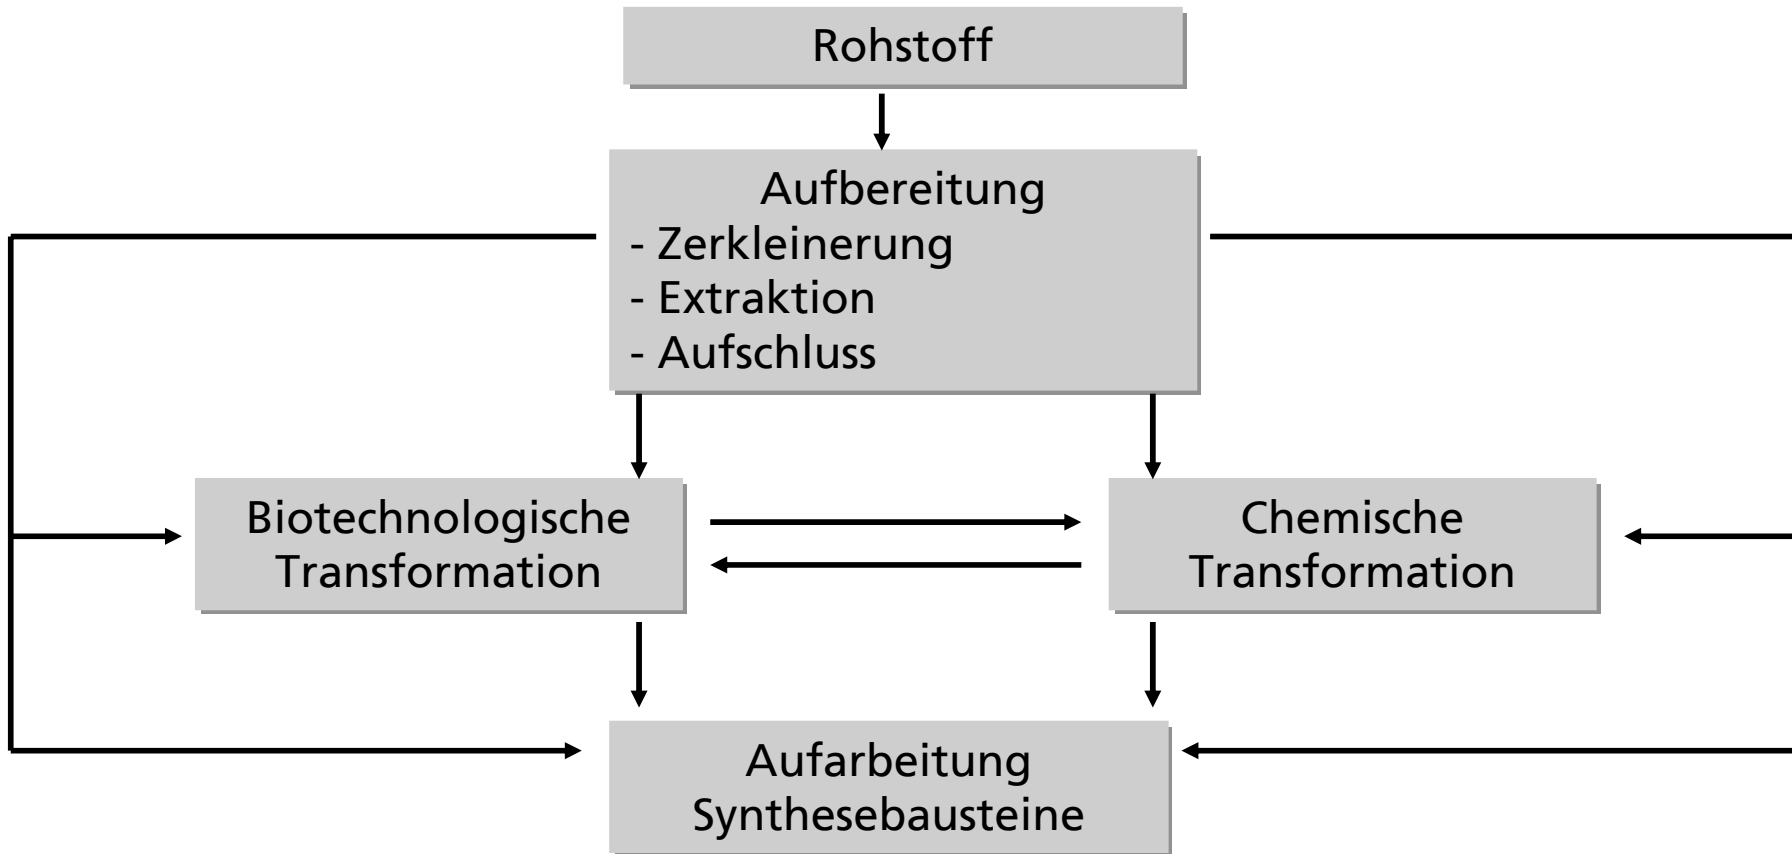 Rohstoff
Aufbereitung
- Zerkleinerung
- Extraktion
- Aufschluss
Biotechnologische
Transformation
Chemische
Transformation
Aufarbeitung
Synthesebausteine